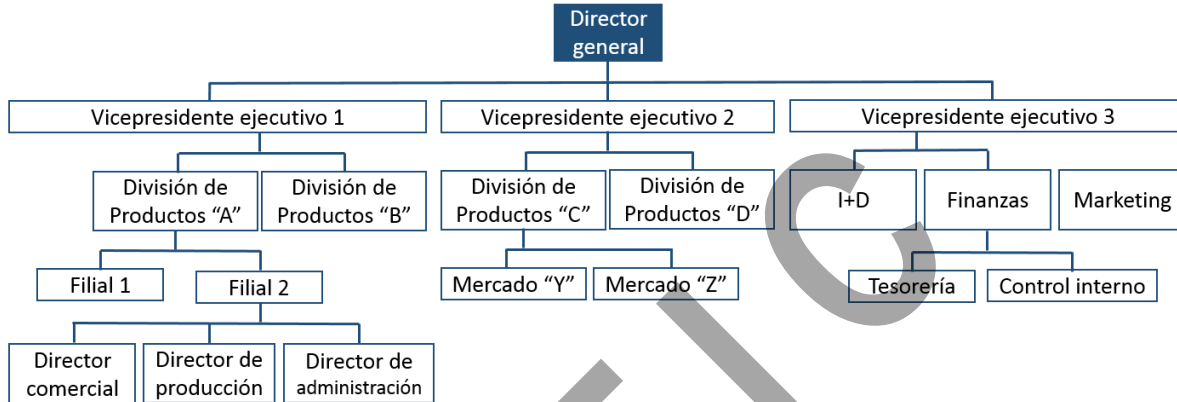 Director
general
Vicepresidente ejecutivo 1
Vicepresidente ejecutivo 2
Vicepresidente ejecutivo 3
División de
Productos “A”
División de
Productos “B”
División de
Productos “C”
División de
Productos “D”
I+D
Finanzas
Marketing
Filial 1
Filial 2
Mercado “Y”
Mercado “Z”
Tesorería
Control interno
Director
comercial
Director de
producción
Director de
administración